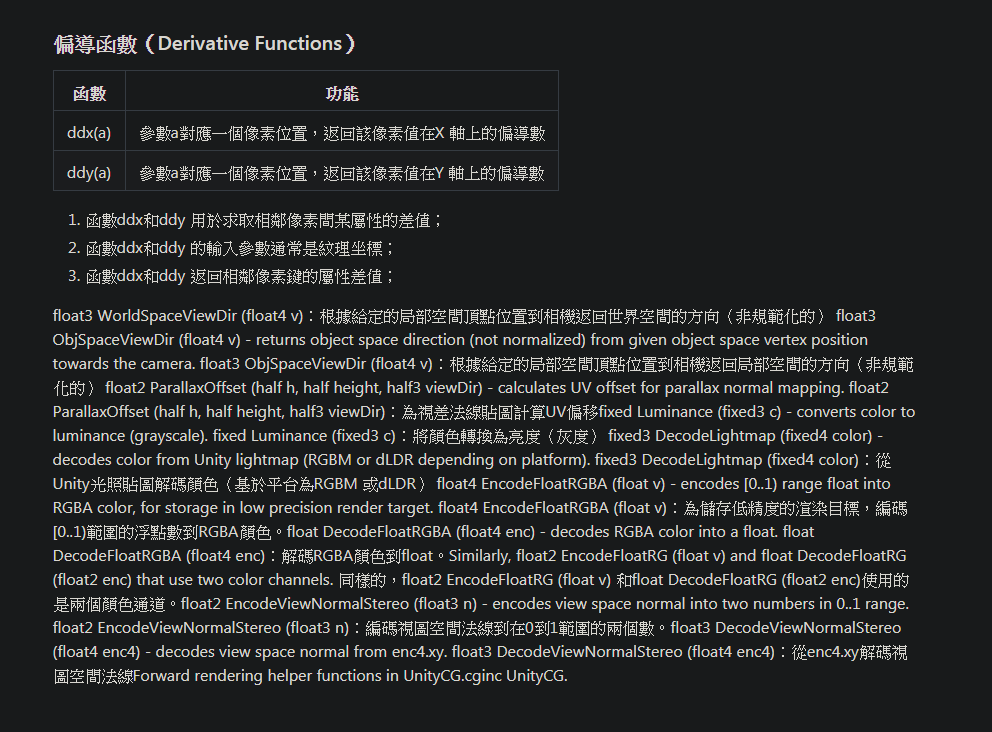 偏導函數（Derivative Functions）
函數 功能
ddx(a) 參數a對應一個像素位置，返回該像素值在X 軸上的偏導數
ddy(a) 參數a對應一個像素位置，返回該像素值在Y 軸上的偏導數
1. 函數ddx和ddy 用於求取相鄰像素間某屬性的差值；
2. 函數ddx和ddy 的輸入參數通常是紋理坐標；
3. 函數ddx和ddy 返回相鄰像素鍵的屬性差值；
float3 WorldSpaceViewDir (float4 v)：根據給定的局部空間頂點位置到相機返回世界空間的方向（非規範化的） float3
ObjSpaceViewDir (float4 v) - returns object space direction (not normalized) from given object space vertex position
towards the camera. float3 ObjSpaceViewDir (float4 v)：根據給定的局部空間頂點位置到相機返回局部空間的方向（非規範
化的） float2 ParallaxOffset (half h, half height, half3 viewDir) - calculates UV offset for parallax normal mapping. float2
ParallaxOffset (half h, half height, half3 viewDir)：為視差法線貼圖計算UV偏移fixed Luminance (fixed3 c) - converts color to
luminance (grayscale). fixed Luminance (fixed3 c)：將顏色轉換為亮度（灰度） fixed3 DecodeLightmap (fixed4 color) -
decodes color from Unity lightmap (RGBM or dLDR depending on platform). fixed3 DecodeLightmap (fixed4 color)：從
Unity光照貼圖解碼顏色（基於平台為RGBM 或dLDR） float4 EncodeFloatRGBA (float v) - encodes [0..1) range float into
RGBA color, for storage in low precision render target. float4 EncodeFloatRGBA (float v)：為儲存低精度的渲染目標，編碼
[0..1)範圍的浮點數到RGBA顏色。float DecodeFloatRGBA (float4 enc) - decodes RGBA color into a float. float
DecodeFloatRGBA (float4 enc)：解碼RGBA顏色到float。Similarly, float2 EncodeFloatRG (float v) and float DecodeFloatRG
(float2 enc) that use two color channels. 同樣的，float2 EncodeFloatRG (float v) 和float DecodeFloatRG (float2 enc)使用的
是兩個顏色通道。float2 EncodeViewNormalStereo (float3 n) - encodes view space normal into two numbers in 0..1 range.
float2 EncodeViewNormalStereo (float3 n)：編碼視圖空間法線到在0到1範圍的兩個數。float3 DecodeViewNormalStereo
(float4 enc4) - decodes view space normal from enc4.xy. float3 DecodeViewNormalStereo (float4 enc4)：從enc4.xy解碼視
圖空間法線Forward rendering helper functions in UnityCG.cginc UnityCG.